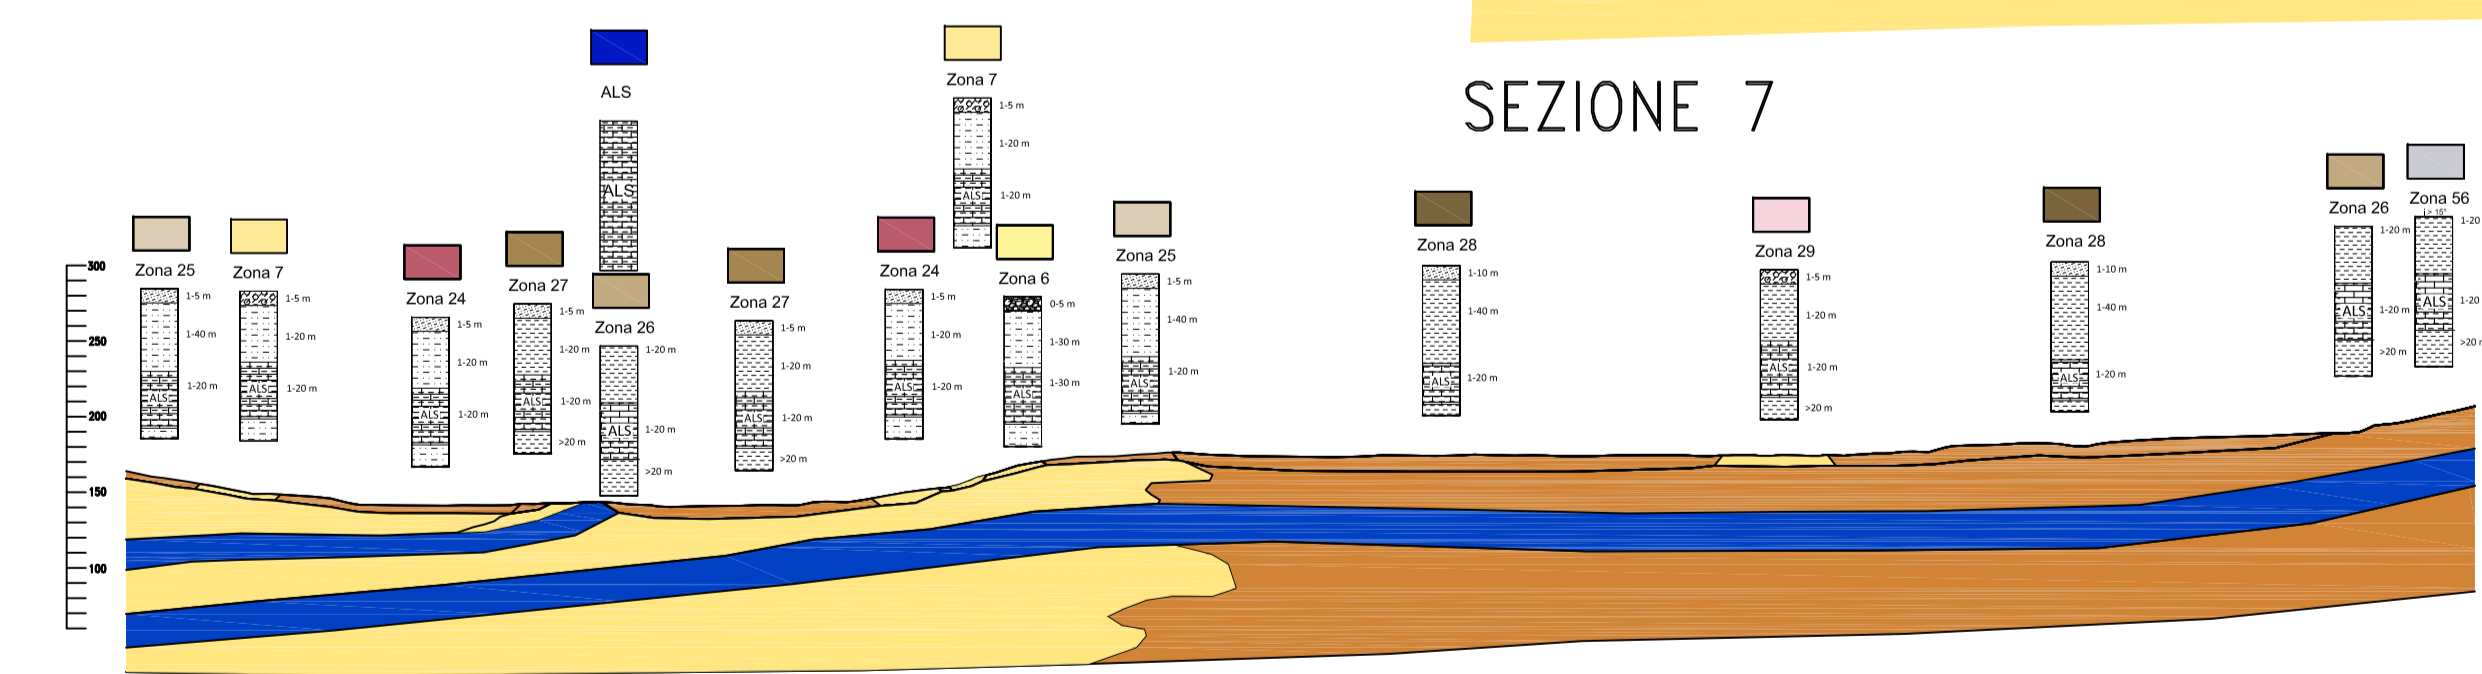 SEZIONE 7
300
250
200
150
100
Zona 25
1-5 m
1-40 m
1-20 m
ALS
Zona 7
1-5 m
1-20 m
1-20 m
ALS
Zona 24
1-5 m
1-20 m
1-20 m
ALS
Zona 27
1-5 m
1-20 m
1-20 m
ALS
>20 m
ALS
ALS
Zona 26
1-20 m
1-20 m
ALS
>20 m
Zona 27
1-5 m
1-20 m
1-20 m
ALS
>20 m
Zona 24
1-5 m
1-20 m
1-20 m
ALS
Zona 7
1-5 m
1-20 m
1-20 m
ALS
Zona 6
0-5 m
1-30 m
1-30 m
ALS
Zona 25
1-5 m
1-40 m
1-20 m
ALS
Zona 28
1-10 m
1-40 m
1-20 m
ALS
Zona 29
1-5 m
1-20 m
1-20 m
ALS
>20 m
Zona 28
1-10 m
1-40 m
1-20 m
ALS
Zona 26
1-20 m
1-20 m
ALS
>20 m
Zona 56
i > 15°
1-20
1-20
ALS
>20